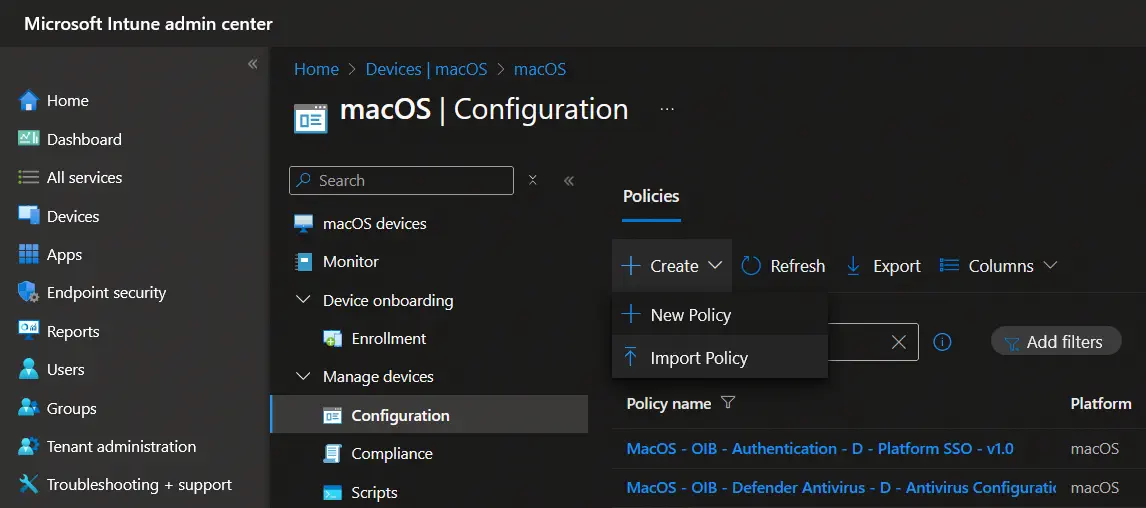 Microsoft Intune admin center
«
Home
Dashboard
All services
Devices
Apps
Endpoint security
Reports
Users
Groups
Tenant administration
Troubleshooting + support
Home > Devices | macOS > macOS
macOS | Configuration ...
Search
«
macOS devices
Monitor
Device onboarding
Enrollment
Manage devices
Configuration
Compliance
Scripts
Policies
Create Refresh Export Columns
New Policy
Import Policy
Add filters
Policy name Platform
MacOS - OIB - Authentication - D - Platform SSO - v1.0 macOS
MacOS - OIB - Defender Antivirus - D - Antivirus Configuratio macOS